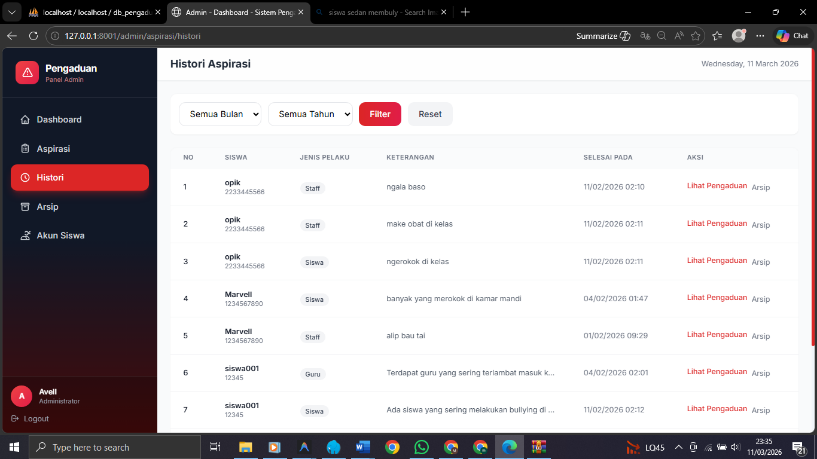 localhost / localhost / db_pengadu
Admin - Dashboard - Sistem Peng
siswa sedan membuly - Search Im
127.0.0.1:8001/admin/aspirasi/histori
Summarize
Chat
Pengaduan
Panel Admin
Histori Aspirasi
Wednesday, 11 March 2026
Dashboard
Aspirasi
Histori
Arsip
Akun Siswa
Semua Bulan
Semua Tahun
Filter
Reset
NO SISWA JENIS PELAKU KETERANGAN SELESAI PADA AKSI
1 opik Staff ngala baso 11/02/2026 02:10 Lihat Pengaduan Arsip
2233445566
2 opik Staff make obat di kelas 11/02/2026 02:11 Lihat Pengaduan Arsip
2233445566
3 opik Siswa ngerokok di kelas 11/02/2026 02:11 Lihat Pengaduan Arsip
2233445566
4 Marvell Siswa banyak yang merokok di kamar mandi 04/02/2026 01:47 Lihat Pengaduan Arsip
1234567890
5 Marvell Staff alip bau tai 01/02/2026 09:29 Lihat Pengaduan Arsip
1234567890
6 siswa001 Guru Terdapat guru yang sering terlambat masuk k... 04/02/2026 02:01 Lihat Pengaduan Arsip
12345
7 siswa001 Siswa Ada siswa yang sering melakukan bullying di ... 11/02/2026 02:12 Lihat Pengaduan Arsip
12345
A
Avell
Administrator
Logout
Type here to search
LQ45
23:35
11/03/2026
21